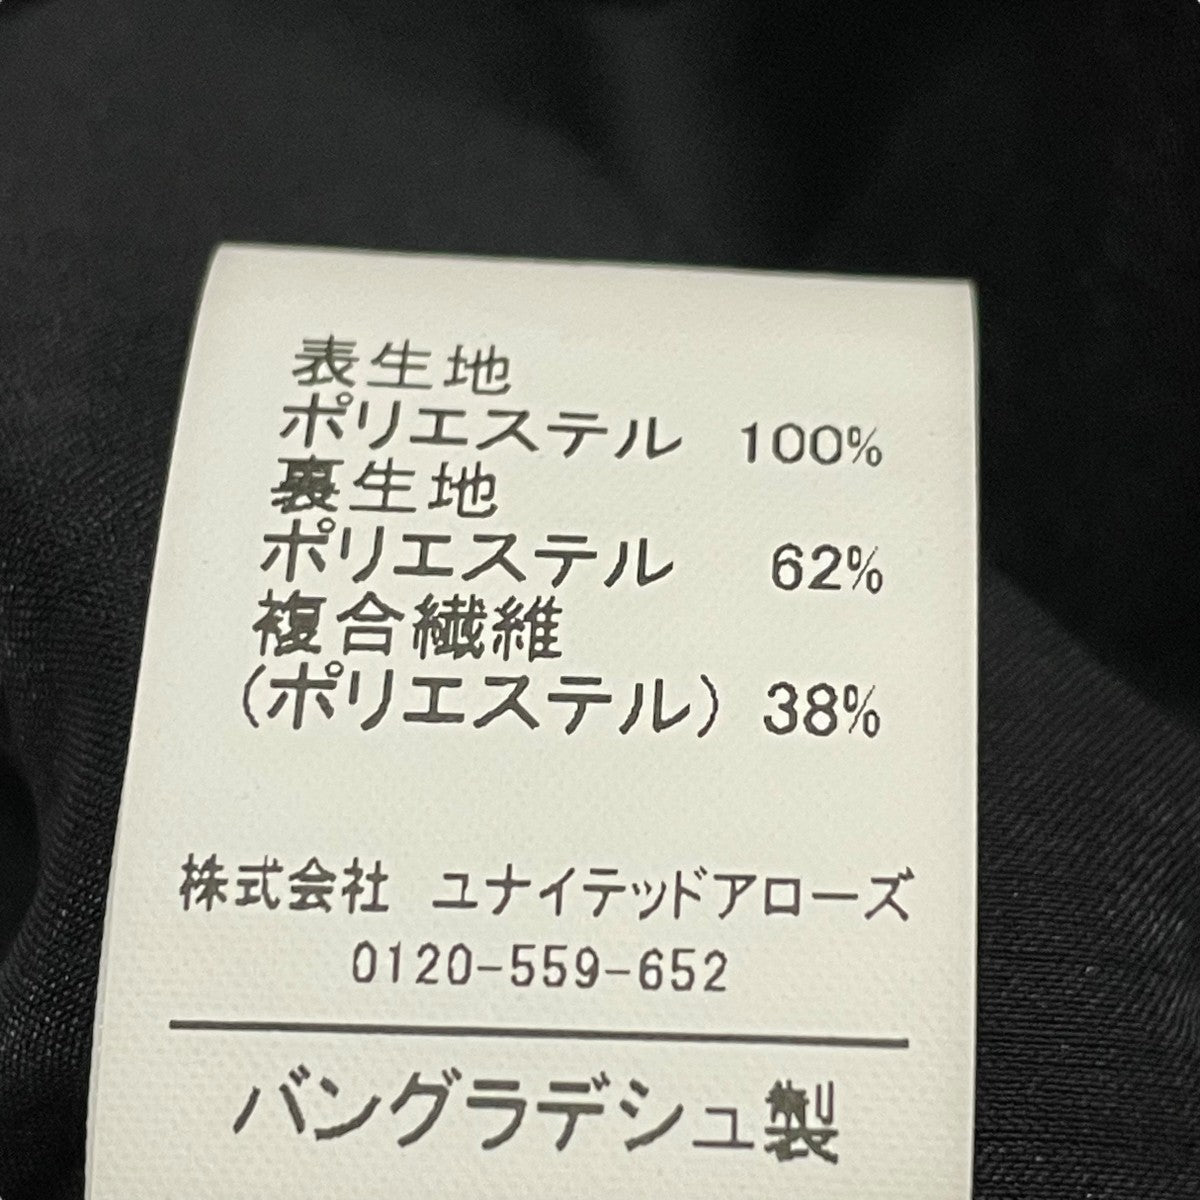 表生地
ポリエステル 100%
裏生地
ポリエステル 62%
複合繊維
(ポリエステル) 38%
株式会社 ユナイテッドアローズ
0120-559-652
バングラデシュ製